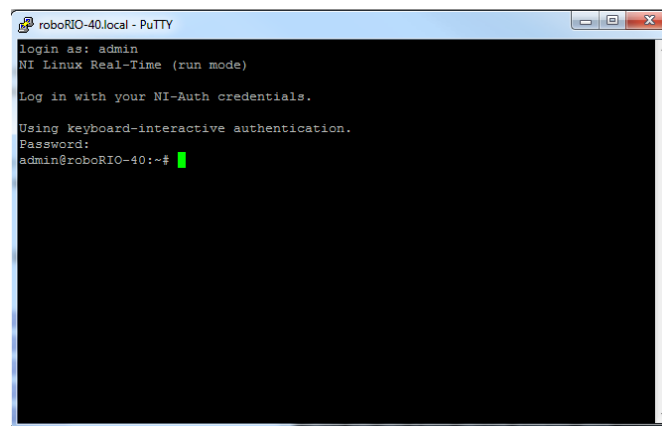 roboRIO-40.local - PuTTY
login as: admin
NI Linux Real-Time (run mode)
Log in with your NI-Auth credentials.
Using keyboard-interactive authentication.
Password:
admin@roboRIO-40:~#